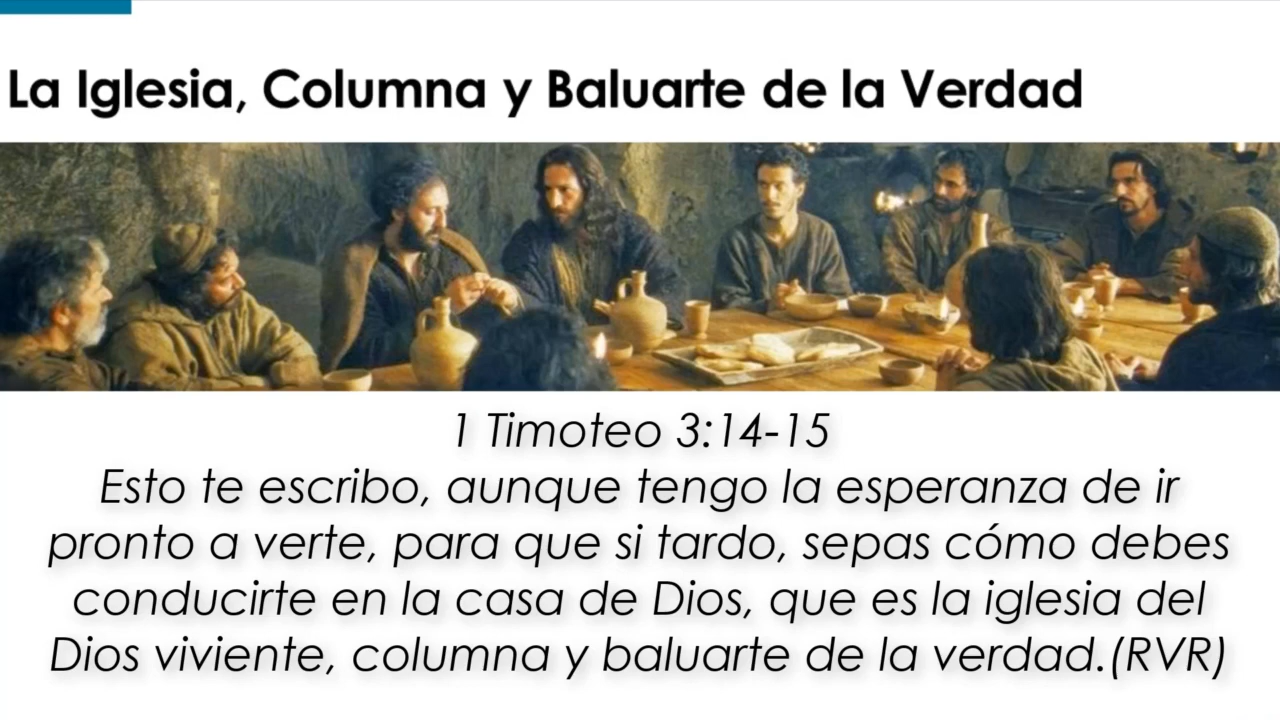 La Iglesia, Columna y Baluarte de la Verdad
1 Timoteo 3:14-15
Esto te escribo, aunque tengo la esperanza de ir
pronto a verte, para que si tardo, sepas cómo debes
conducirte en la casa de Dios, que es la iglesia del
Dios viviente, columna y baluarte de la verdad.(RVR)